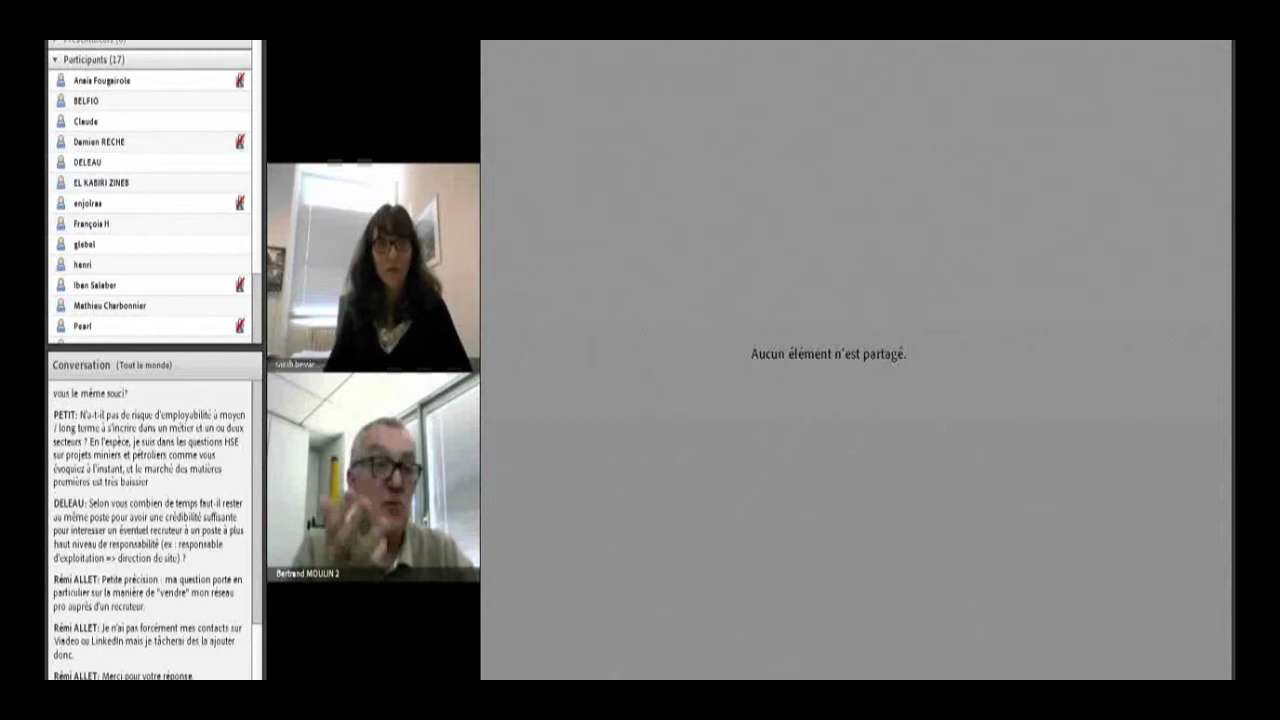 Participants (17)
Anaïs Fougairole
BELFIO
Claude
Damien RECHE
DELEAU
EL KABIRI ZINEB
enjolras
François H
glebel
henri
Iban Salaber
Mathieu Charbonnier
Pearl
Conversation (Tout le monde)
vous le même souci?
PETIT: N'a-t-il pas de risque d'employabilité à moyen
/ long terme à s'incrire dans un métier et un ou deux
secteurs ? En l'espèce, je suis dans les questions HSE
sur projets miniers et pétroliers comme vous
évoquiez à l'instant, et le marché des matières
premières est très baissier
DELEAU: Selon vous combien de temps faut-il rester
au même poste pour avoir une crédibilité suffisante
pour interesser un éventuel recruteur à un poste à plus
haut niveau de responsabilité (ex : responsable
d'exploitation => direction de site) ?
Rémi ALLET: Petite précision : ma question porte en
particulier sur la manière de "vendre" mon réseau
pro auprès d'un recruteur.
Rémi ALLET: Je n'ai pas forcément mes contacts sur
Viadeo ou LinkedIn mais je tâcherai des la ajouter
donc.
Rémi ALLET: Merci pour votre réponse.
Bertrand MOULIN 2
Aucun élément n'est partagé.